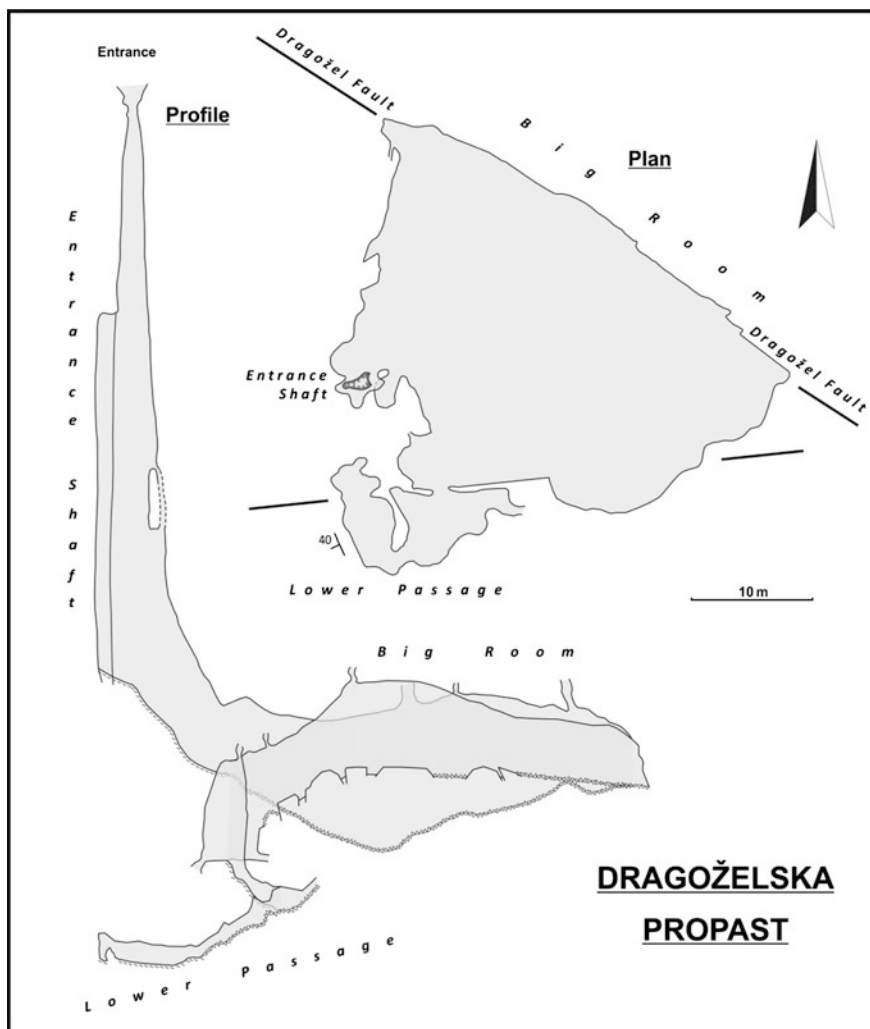 Entrance
Profile
Entrance Shaft
Dragožel Fault
Big Room
Plan
Dragožel Fault
Entrance
Shaft
40
Lower Passage
10 m
Big Room
Lower Passage
DRAGOŽELSKA
PROPAST